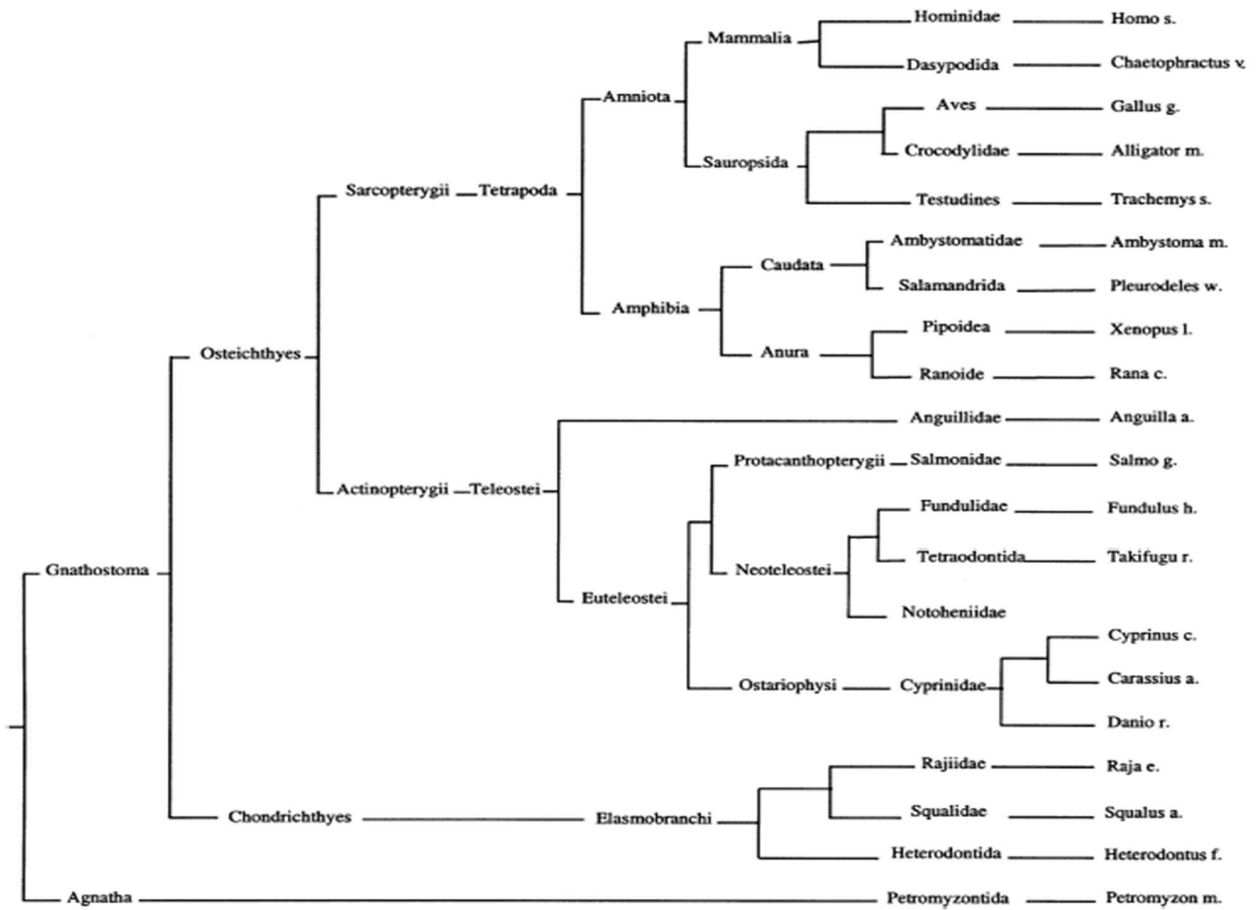 Hominidae Homo s.
Mammalia
Dasypodida Chaetophractus v.
Amniota
Aves Gallus g.
Crocodylidae Alligator m.
Sauropsida
Sarcopterygii Tetrapoda
Testudines Trachemys s.
Ambystomatidae Ambystoma m.
Caudata
Salamandrida Pleurodeles w.
Amphibia
Pipoidea Xenopus l.
Osteichthyes
Anura
Ranoide Rana c.
Anguillidae Anguilla a.
Protacanthopterygii Salmonidae Salmo g.
Actinopterygii Teleostei
Fundulidae Fundulus h.
Tetraodontida Takifugu r.
Gnathostoma
Neoteleostei
Euteleostei
Notoheniidae
Cyprinus c.
Ostariophysi Cyprinidae
Carassius a.
Danio r.
Rajiidae Raja e.
Squalidae Squalus a.
Chondrichthyes Elasmobranchi
Heterodontida Heterodontus f.
Agnatha Petromyzontida Petromyzon m.